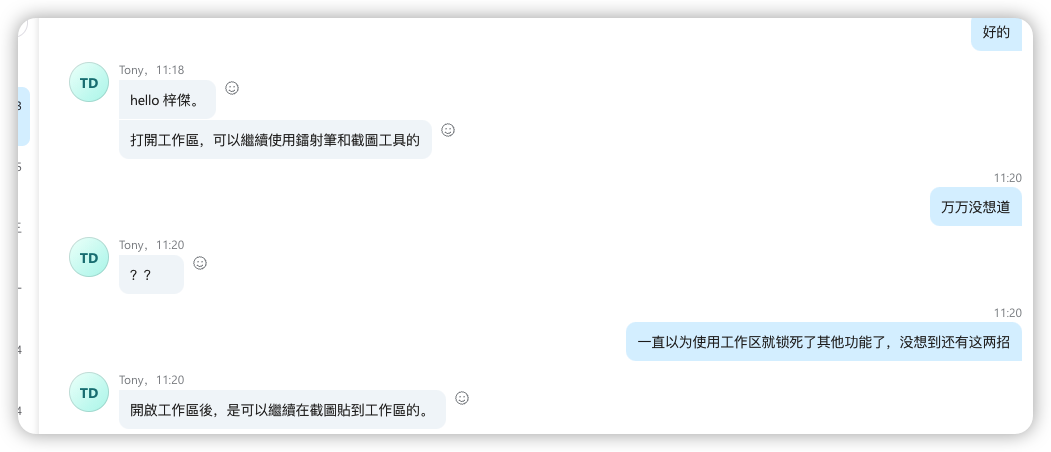 好的
Tony，11:18
TD
hello 梓傑。
打開工作區，可以繼續使用鐳射筆和截圖工具的
11:20
万万没想道
Tony，11:20
TD
？？
11:20
一直以为使用工作区就锁死了其他功能了，没想到还有这两招
Tony，11:20
TD
開啟工作區後，是可以繼續在截圖貼到工作區的。